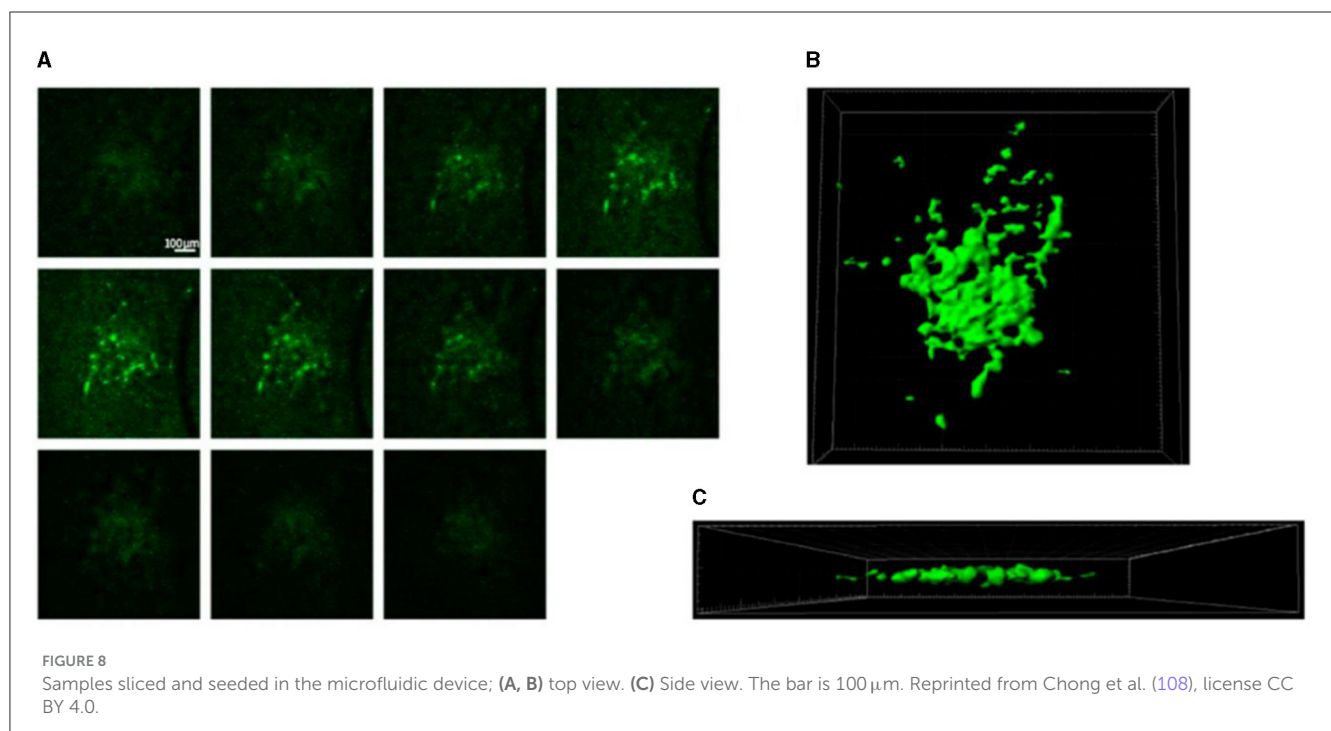 A
B
100μm
C
FIGURE 8
Samples sliced and seeded in the microfluidic device; (A, B) top view. (C) Side view. The bar is 100 μm. Reprinted from Chong et al. (108), license CC
BY 4.0.